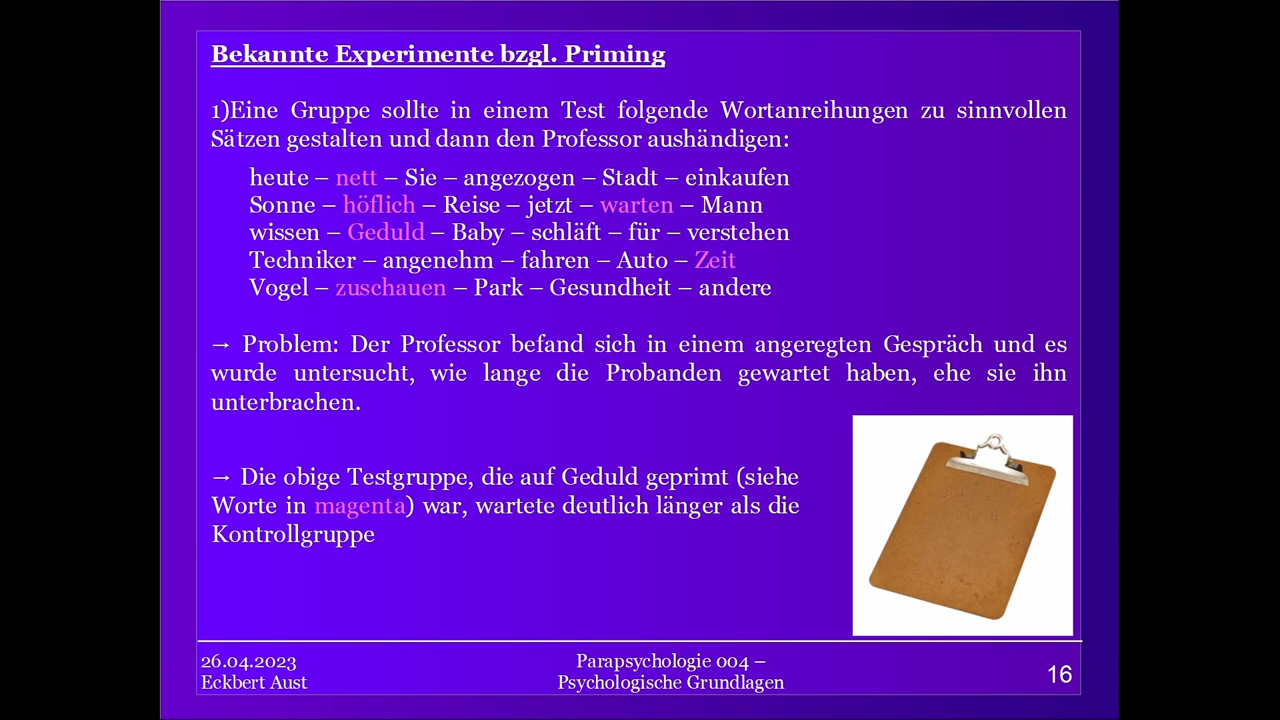 Bekannte Experimente bzgl. Priming
1)Eine Gruppe sollte in einem Test folgende Wortanreihungen zu sinnvollen
Sätzen gestalten und dann den Professor aushändigen:
heute – nett – Sie – angezogen – Stadt – einkaufen
Sonne – höflich – Reise – jetzt – warten – Mann
wissen – Geduld – Baby – schläft – für – verstehen
Techniker – angenehm – fahren – Auto – Zeit
Vogel – zuschauen – Park – Gesundheit – andere
→ Problem: Der Professor befand sich in einem angeregten Gespräch und es
wurde untersucht, wie lange die Probanden gewartet haben, ehe sie ihn
unterbrachen.
→ Die obige Testgruppe, die auf Geduld geprimt (siehe
Worte in magenta) war, wartete deutlich länger als die
Kontrollgruppe
26.04.2023
Eckbert Aust
Parapsychologie 004 –
Psychologische Grundlagen
16